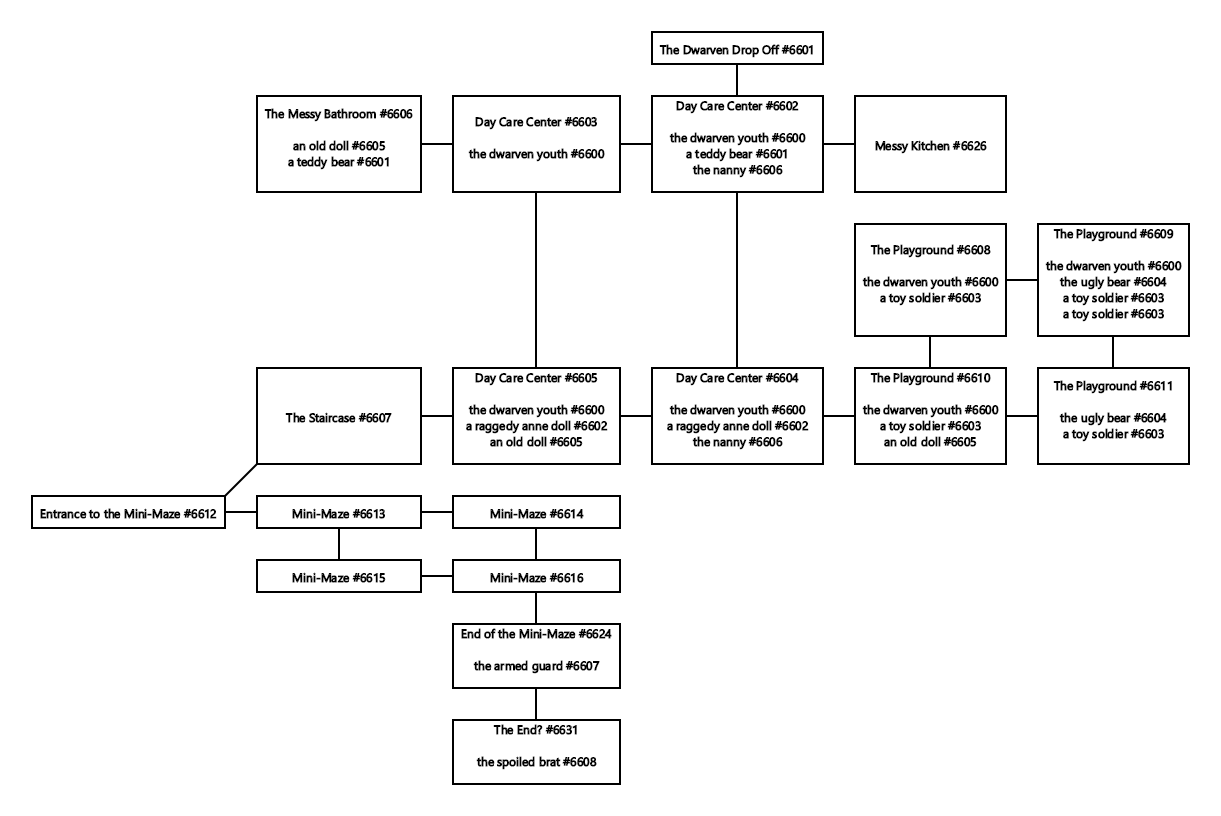 The Dwarven Drop Off #6601
The Messy Bathroom #6606
an old doll #6605
a teddy bear #6601
Day Care Center #6603
the dwarven youth #6600
Day Care Center #6602
the dwarven youth #6600
a teddy bear #6601
the nanny #6606
Messy Kitchen #6626
The Playground #6608
the dwarven youth #6600
a toy soldier #6603
The Playground #6609
the dwarven youth #6600
the ugly bear #6604
a toy soldier #6603
a toy soldier #6603
The Staircase #6607
Day Care Center #6605
the dwarven youth #6600
a raggedy anne doll #6602
an old doll #6605
Day Care Center #6604
the dwarven youth #6600
a raggedy anne doll #6602
the nanny #6606
The Playground #6610
the dwarven youth #6600
a toy soldier #6603
an old doll #6605
The Playground #6611
the ugly bear #6604
a toy soldier #6603
Entrance to the Mini-Maze #6612
Mini-Maze #6613
Mini-Maze #6614
Mini-Maze #6615
Mini-Maze #6616
End of the Mini-Maze #6624
the armed guard #6607
The End? #6631
the spoiled brat #6608